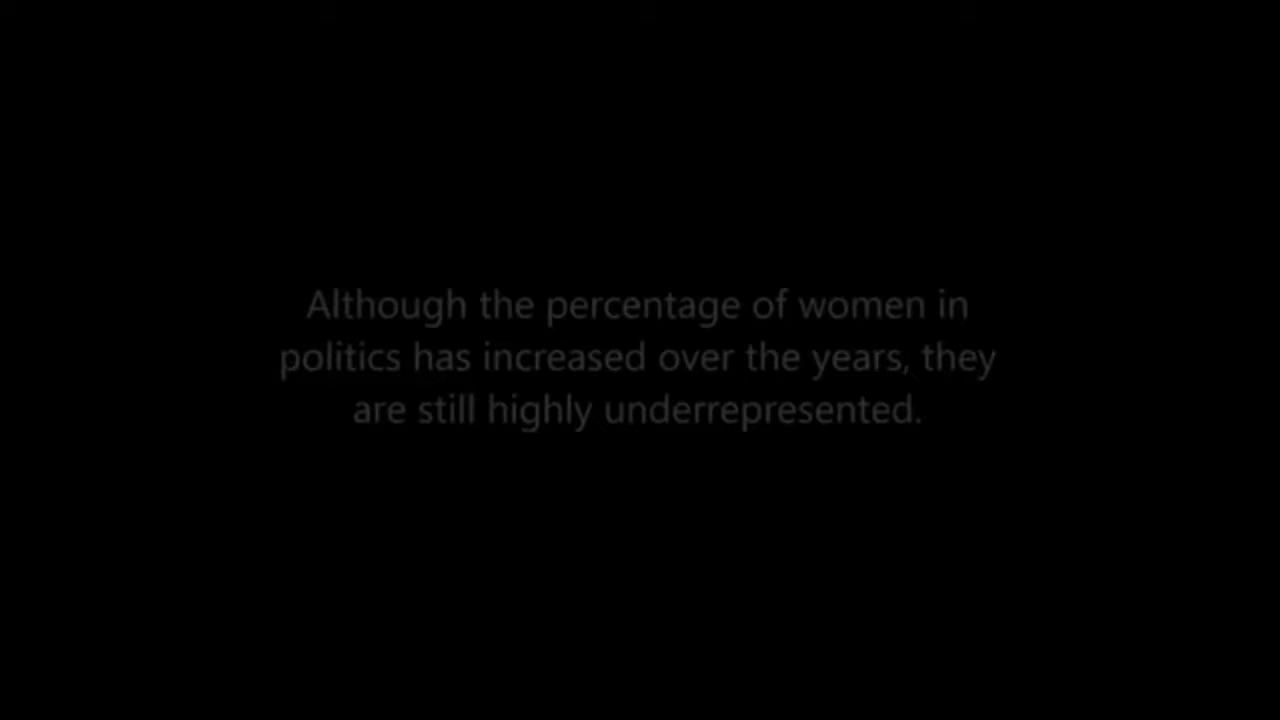 Although the percentage of women in
politics has increased over the years, they
are still highly underrepresented.